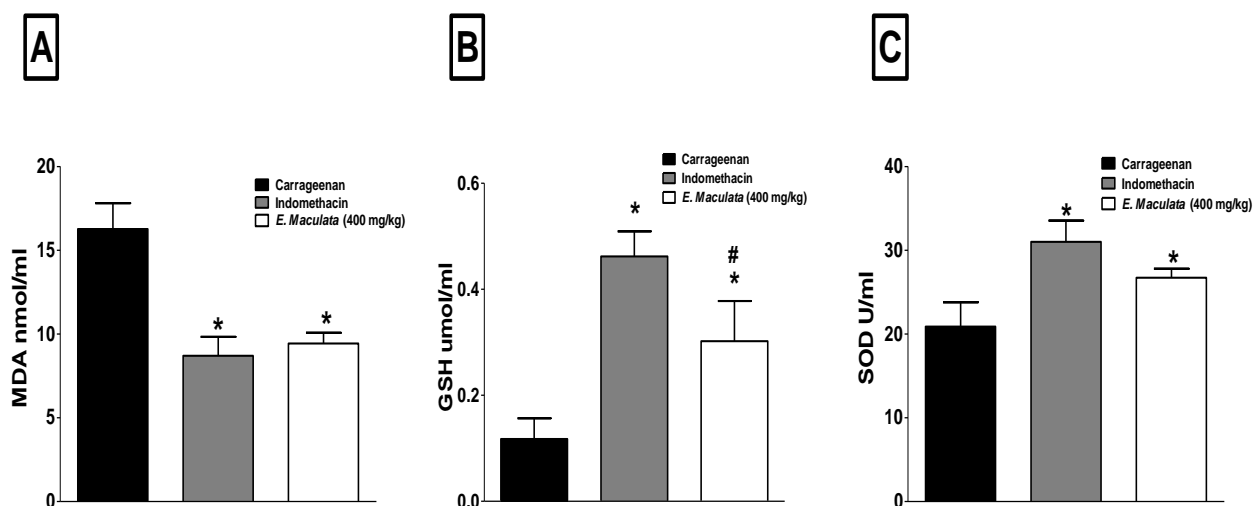 A
B
C
MDA nmol/ml
20
15
10
5
0
Carrageenan
Indomethacin
E. Maculata (400 mg/kg)
*
*
GSH umol/ml
0.6
0.4
0.2
0.0
Carrageenan
Indomethacin
E. Maculata (400 mg/kg)
*
#
*
SOD U/ml
40
30
20
10
0
Carrageenan
Indomethacin
E. Maculata (400 mg/kg)
*
*